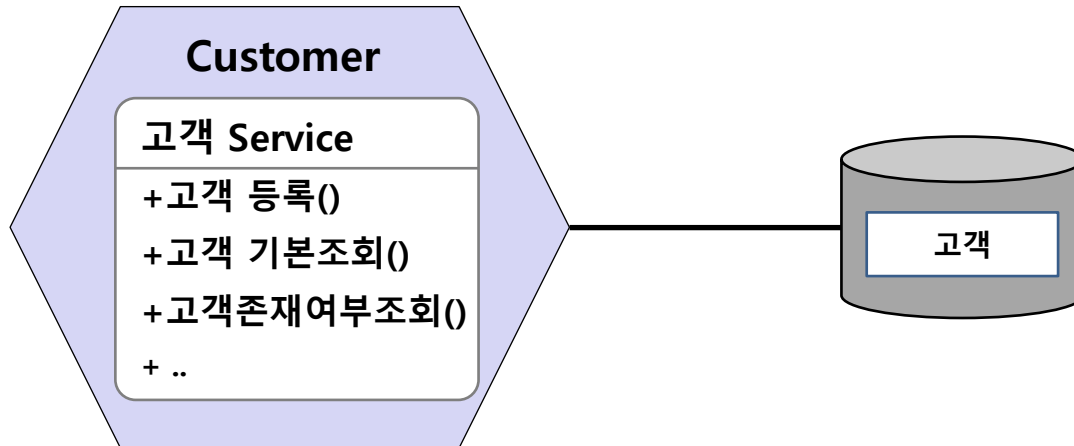 Customer
고객 Service
+고객 등록()
+고객 기본조회()
+고객존재여부조회()
+ ..
고객